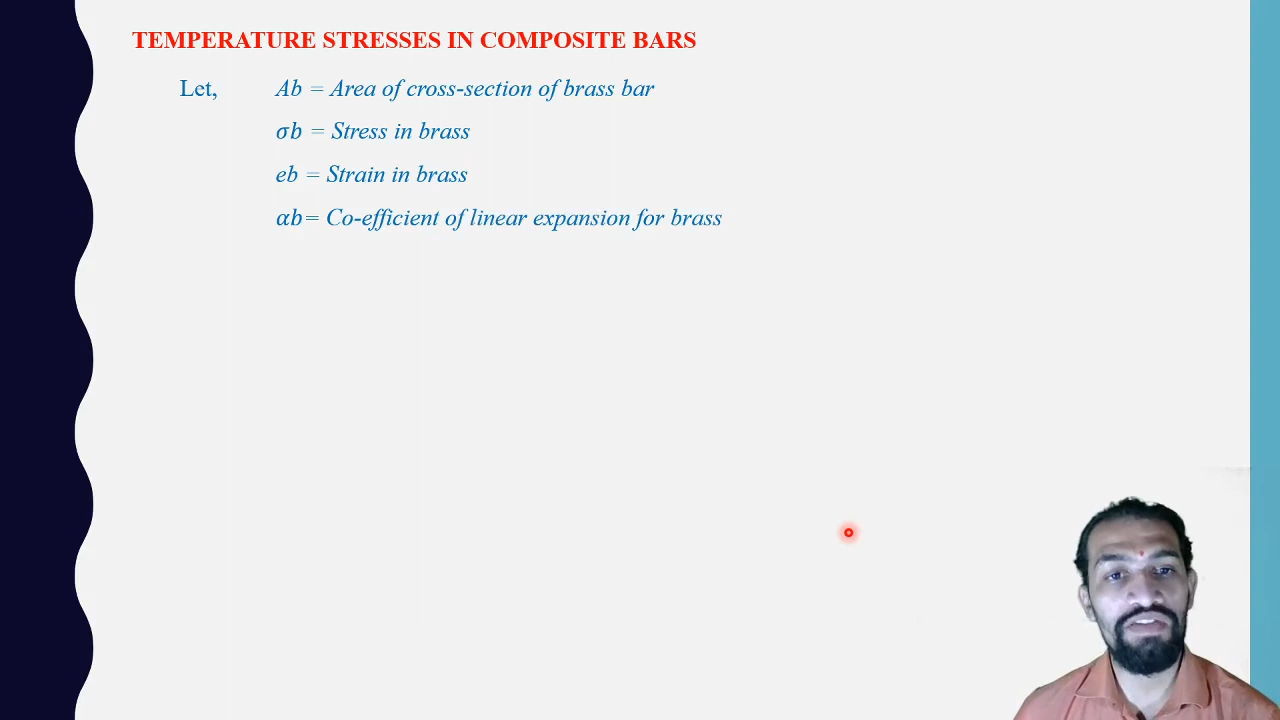 TEMPERATURE STRESSES IN COMPOSITE BARS
Let, Ab = Area of cross-section of brass bar
σb = Stress in brass
eb = Strain in brass
αb= Co-efficient of linear expansion for brass